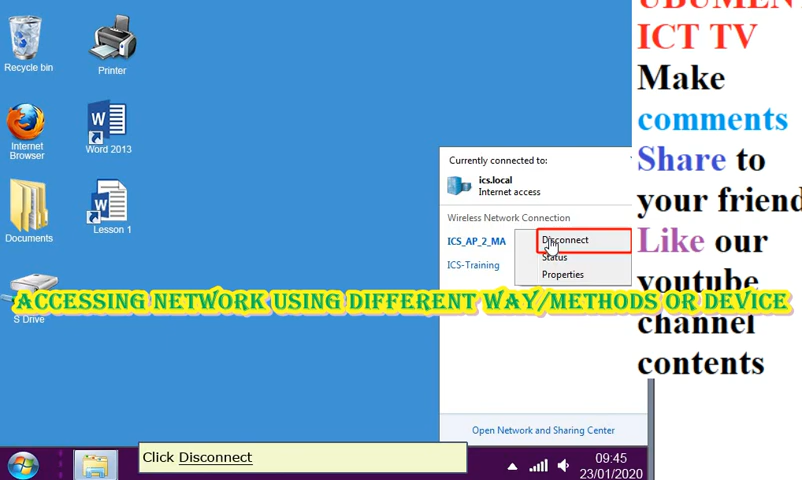 UBUMEN
ICT TV
Make
comments
Share to
your friend
Like our
youtube
channel
contents
Recycle bin
Printer
Internet
Browser
Word 2013
Documents
Lesson 1
S Drive
Currently connected to:
ics.local
Internet access
Wireless Network Connection
ICS_AP_2_MA
ICS-Training
Disconnect
Status
Properties
ACCESSING NETWORK USING DIFFERENT WAY/METHODS OR DEVICE
Open Network and Sharing Center
Click Disconnect
09:45
23/01/2020